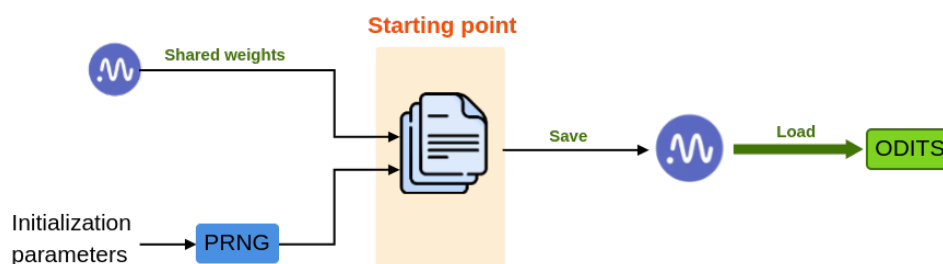 Starting point
Shared weights
Save
Load
ODITS
Initialization
parameters
PRNG